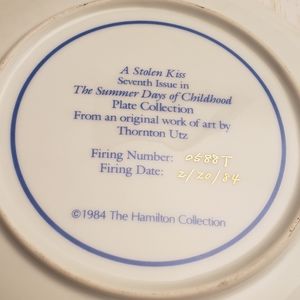 A Stolen Kiss
Seventh Issue in
The Summer Days of Childhood
Plate Collection
From an original work of art by
Thornton Utz
Firing Number: 0688T
Firing Date: 2/20/84
©1984 The Hamilton Collection